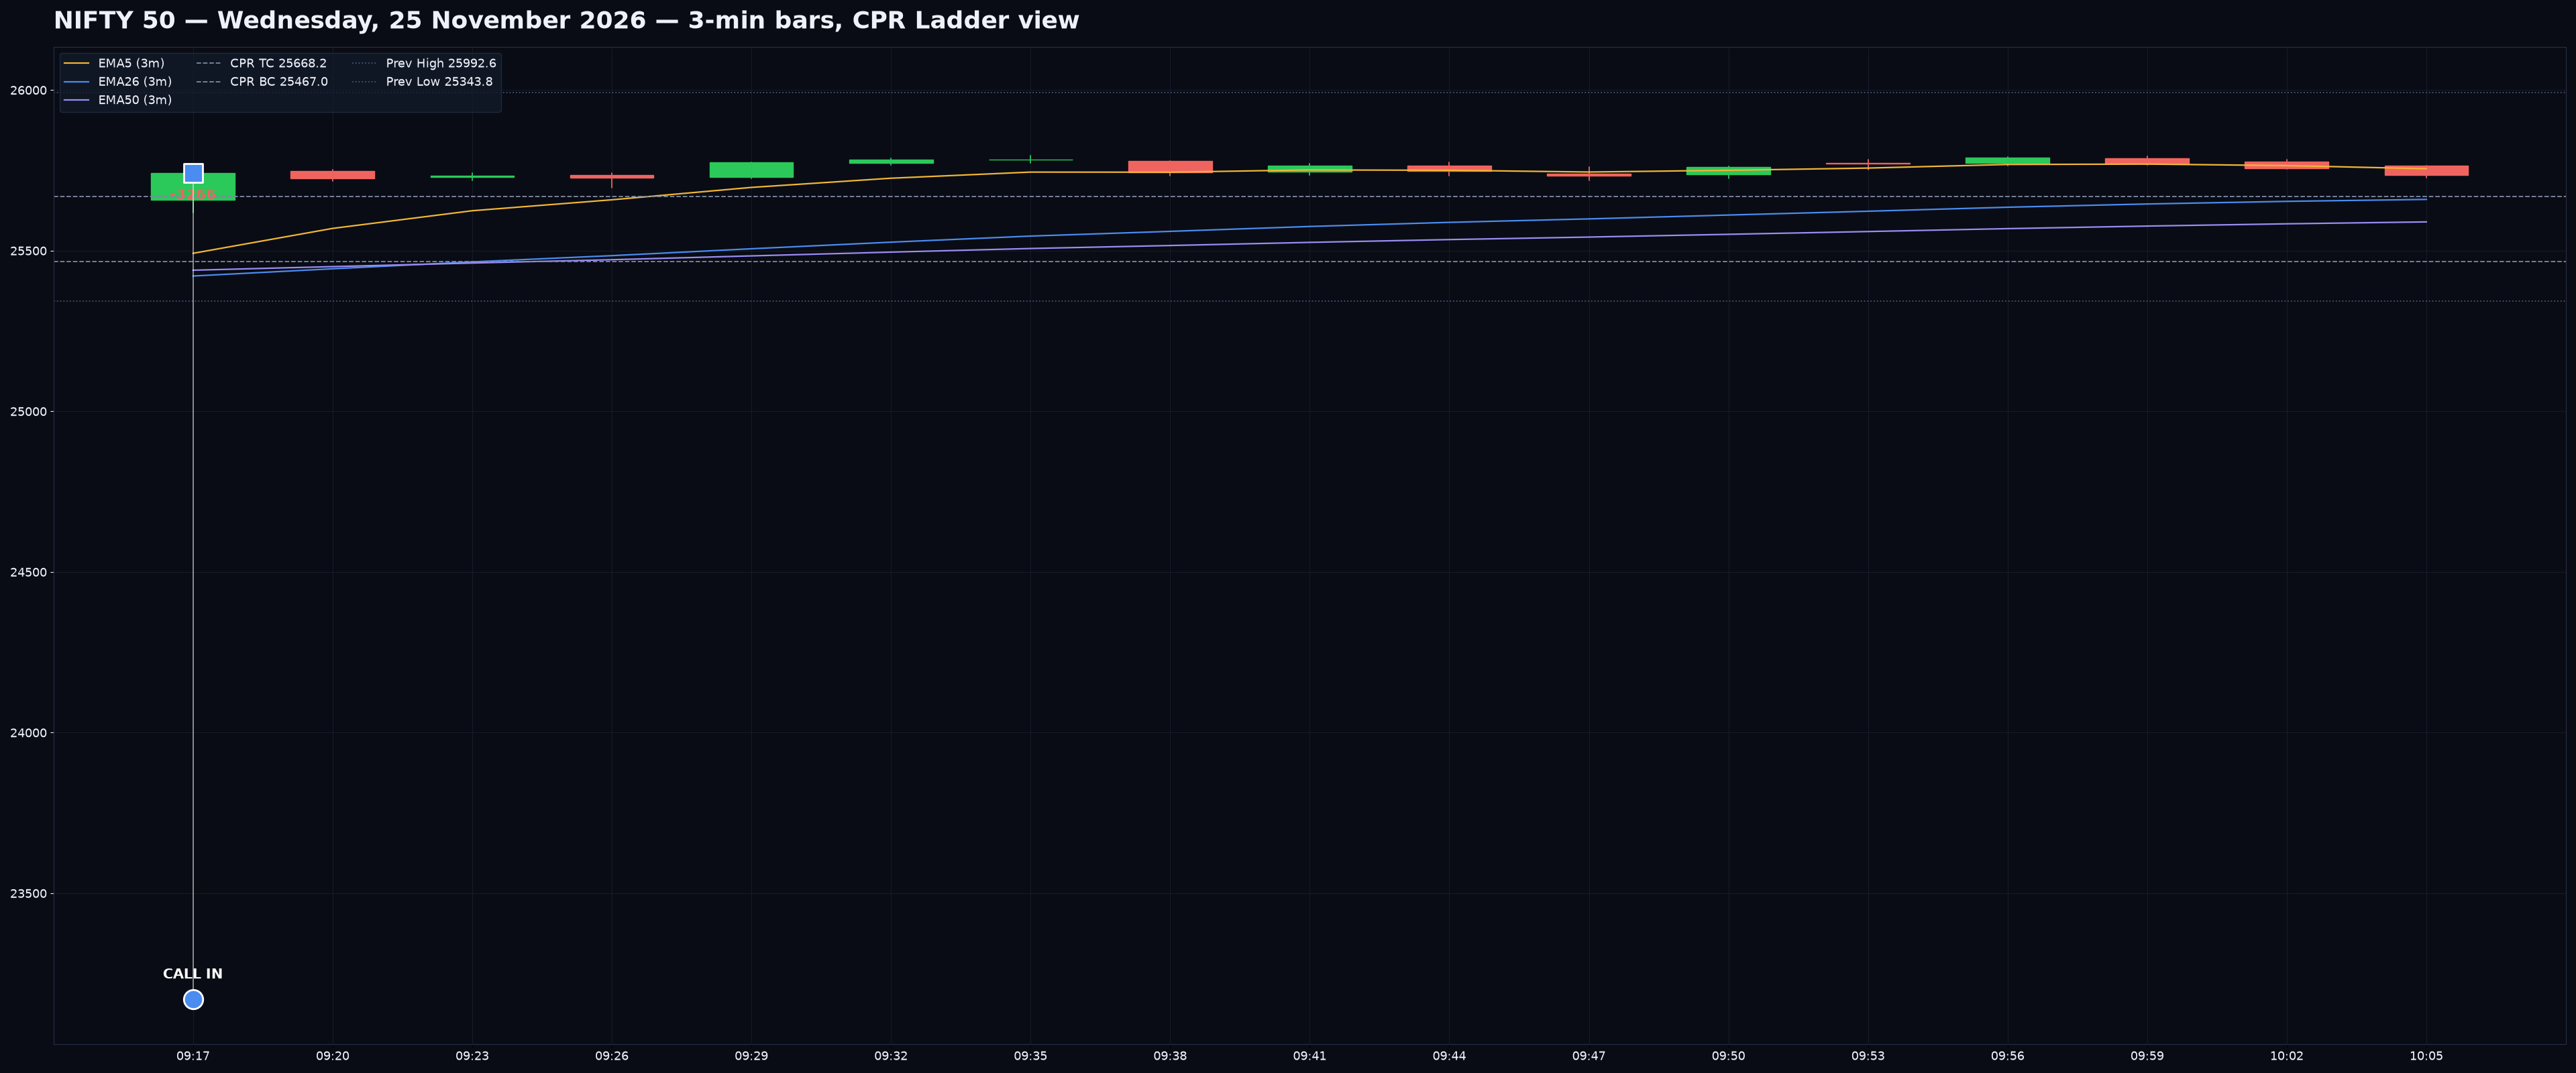 NIFTY 50 — Wednesday, 25 November 2026 — 3-min bars, CPR Ladder view
EMA5 (3m)
EMA26 (3m)
EMA50 (3m)
CPR TC 25668.2
CPR BC 25467.0
Prev High 25992.6
Prev Low 25343.8
26000
25500
25000
24500
24000
23500
CALL IN
09:17 09:20 09:23 09:26 09:29 09:32 09:35 09:38 09:41 09:44 09:47 09:50 09:53 09:56 09:59 10:02 10:05